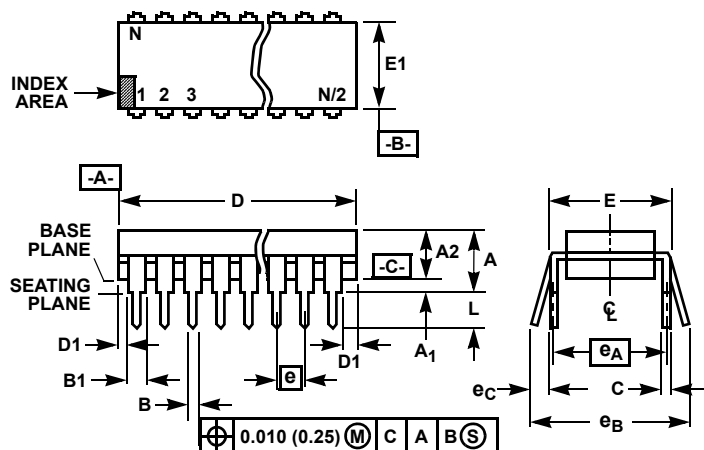 N
E1
INDEX
AREA
1 2 3 N/2
-B-
-A-
D
E
BASE
PLANE
A2
A
-C-
SEATING
PLANE
L
C
L
D1
A1
D1
eA
B1
e
eC
C
B
eB
⌖ 0.010 (0.25) Ⓜ C A B Ⓢ